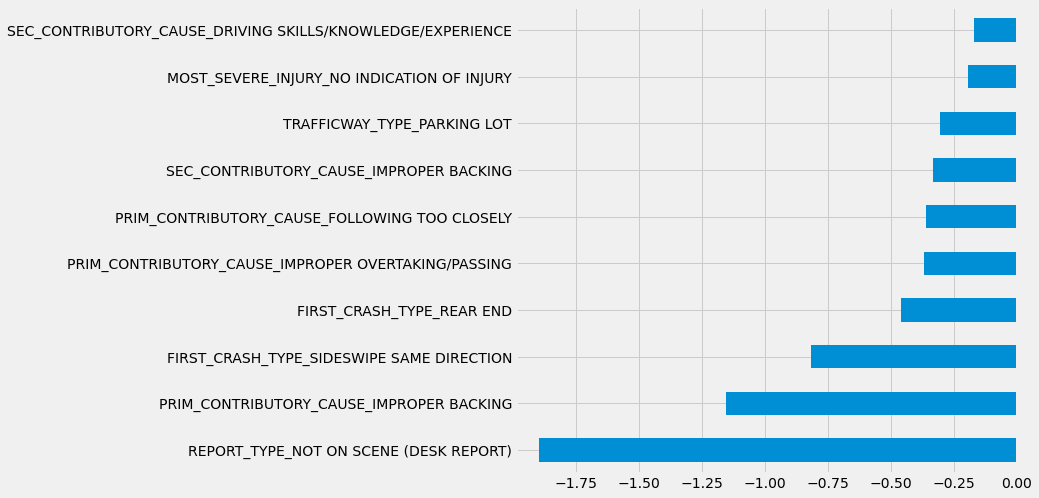 SEC_CONTRIBUTORY_CAUSE_DRIVING SKILLS/KNOWLEDGE/EXPERIENCE
MOST_SEVERE_INJURY_NO INDICATION OF INJURY
TRAFFICWAY_TYPE_PARKING LOT
SEC_CONTRIBUTORY_CAUSE_IMPROPER BACKING
PRIM_CONTRIBUTORY_CAUSE_FOLLOWING TOO CLOSELY
PRIM_CONTRIBUTORY_CAUSE_IMPROPER OVERTAKING/PASSING
FIRST_CRASH_TYPE_REAR END
FIRST_CRASH_TYPE_SIDESWIPE SAME DIRECTION
PRIM_CONTRIBUTORY_CAUSE_IMPROPER BACKING
REPORT_TYPE_NOT ON SCENE (DESK REPORT)
−1.75 −1.50 −1.25 −1.00 −0.75 −0.50 −0.25 0.00